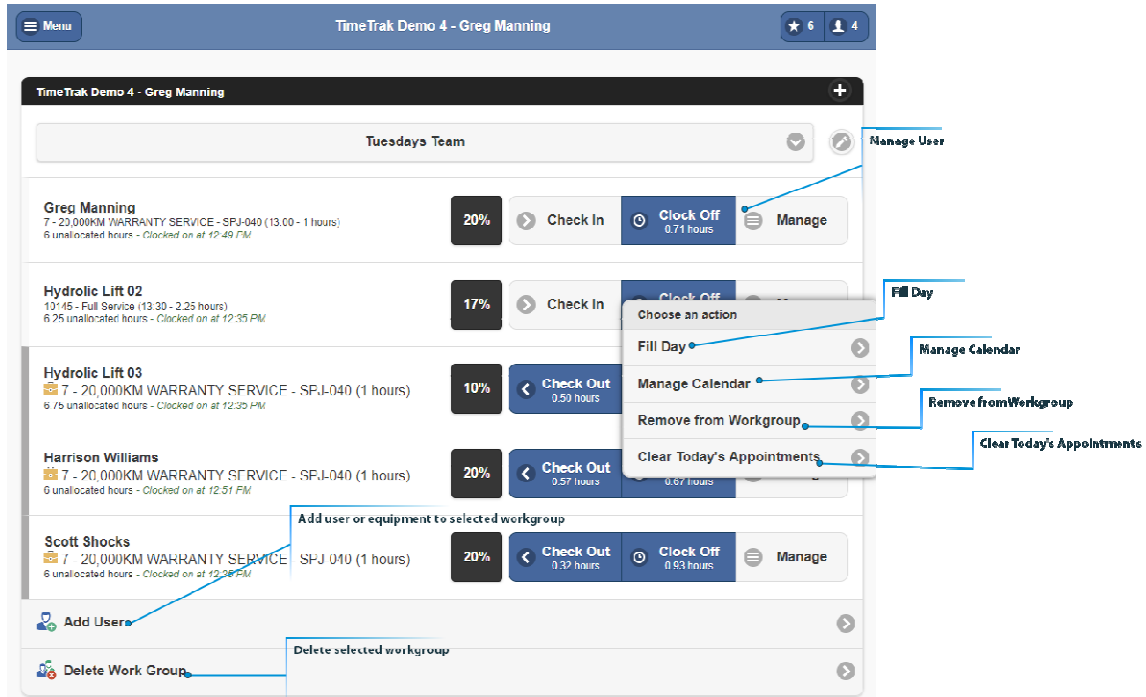 Menu
TimeTrak Demo 4 - Greg Manning
6
4
TimeTrak Demo 4 - Greg Manning
Tuesdays Team
Manage User
Greg Manning
7 - 20,000KM WARRANTY SERVICE - SPJ-040 (13:00 - 1 hours)
6 unallocated hours - Clocked on at 12:49 PM
20%
Check In
Clock Off
0.71 hours
Manage
Hydrolic Lift 02
10145 - Full Service (13:30 - 2.25 hours)
6.25 unallocated hours - Clocked on at 12:35 PM
17%
Check In
Clock Off
Choose an action
Fill Day
Manage Calendar
Remove from Workgroup
Clear Today's Appointments
Fill Day
Manage Calendar
Remove from Workgroup
Clear Today's Appointments
Hydrolic Lift 03
7 - 20,000KM WARRANTY SERVICE - SPJ-040 (1 hours)
6.75 unallocated hours - Clocked on at 12:35 PM
10%
Check Out
0.50 hours
Harrison Williams
7 - 20,000KM WARRANTY SERVICE - SPJ-040 (1 hours)
6 unallocated hours - Clocked on at 12:51 PM
20%
Check Out
0.57 hours
0.67 hours
Add user or equipment to selected workgroup
Scott Shocks
7 - 20,000KM WARRANTY SERVICE SPJ-040 (1 hours)
6 unallocated hours - Clocked on at 12:35 PM
20%
Check Out
0.32 hours
Clock Off
0.93 hours
Manage
Add User
Delete selected workgroup
Delete Work Group